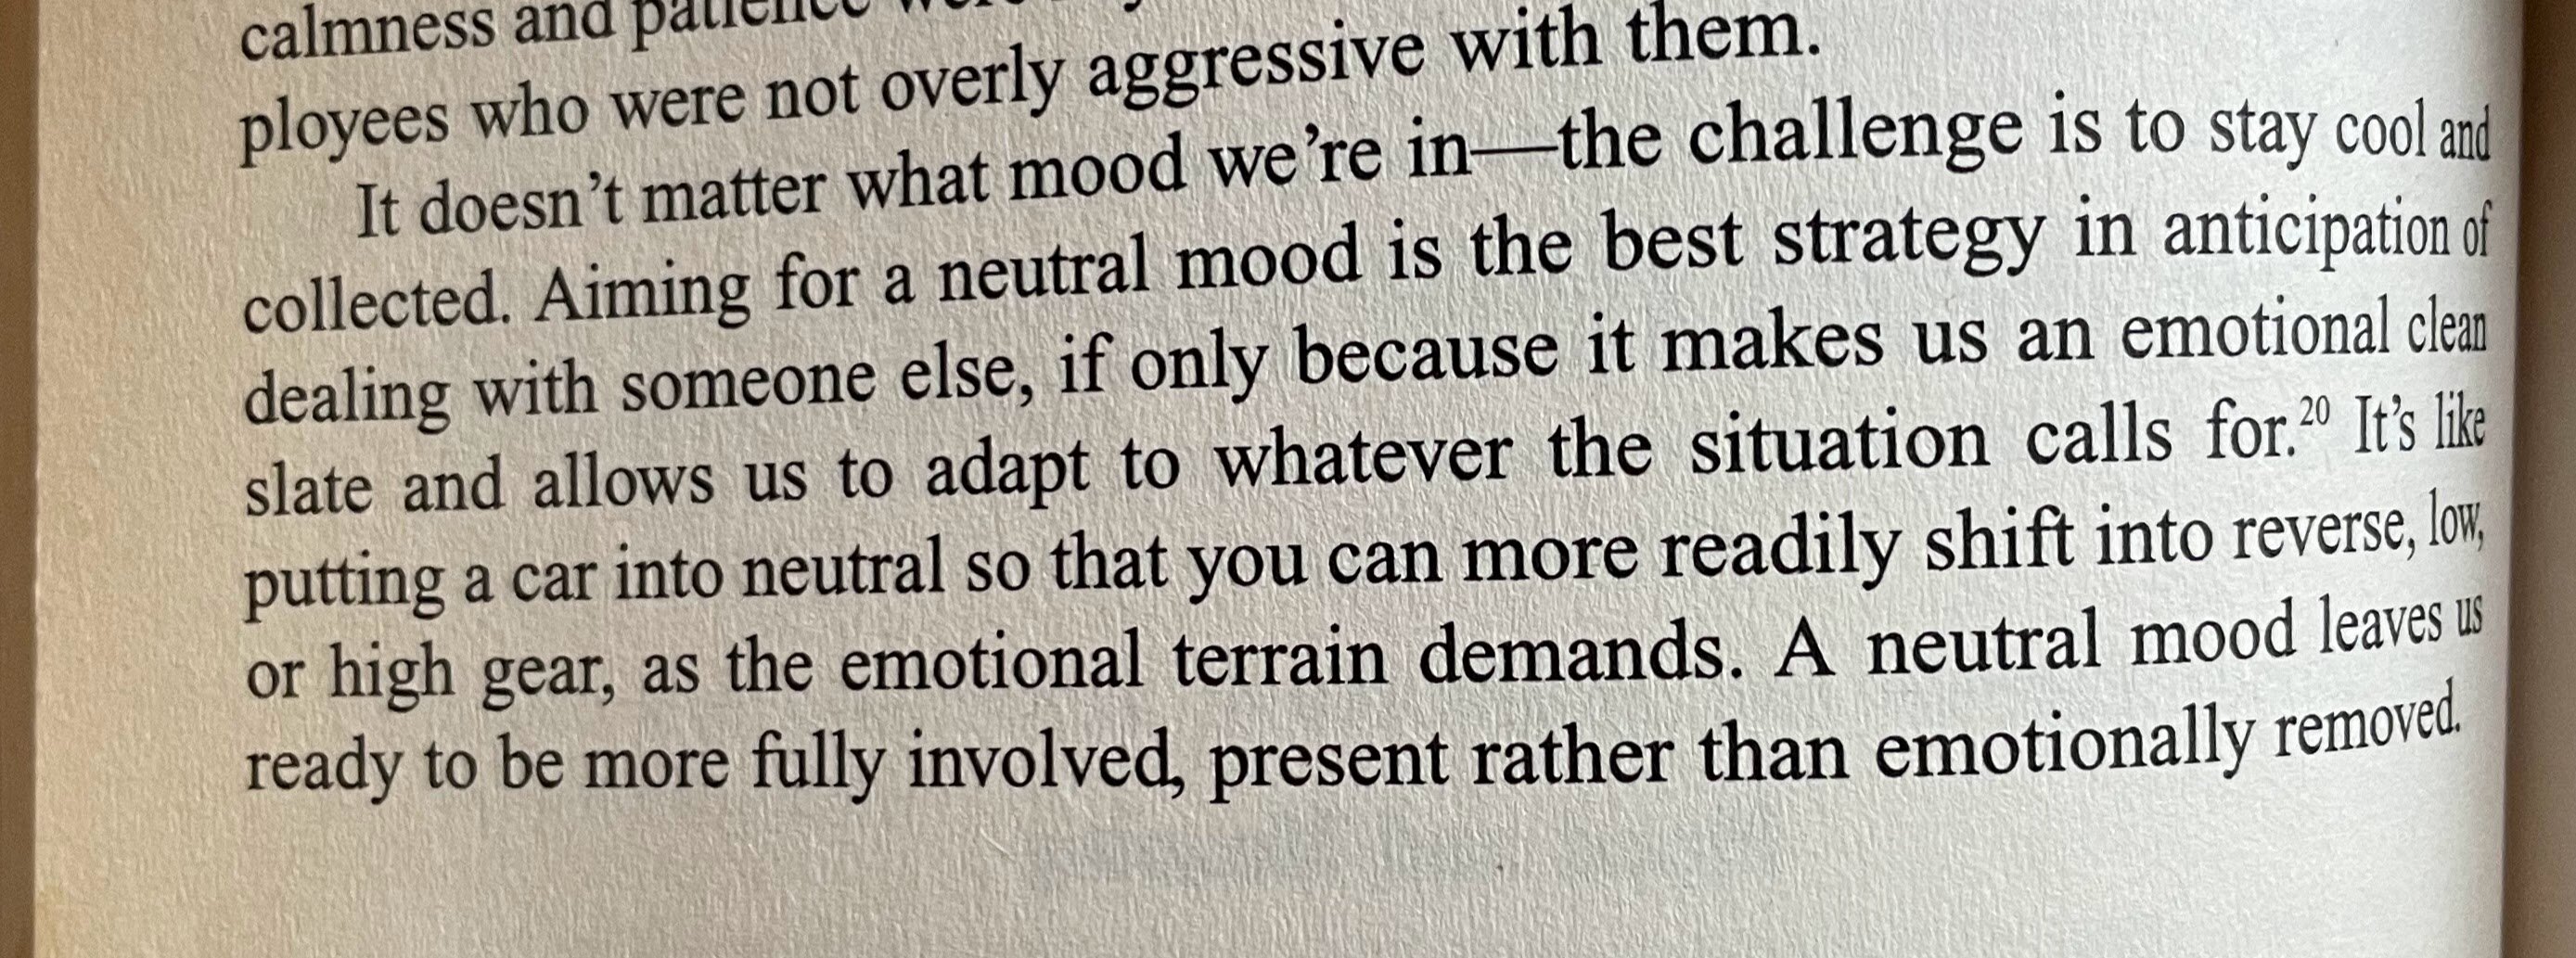 calmness and patience
ployees who were not overly aggressive with them.
It doesn’t matter what mood we’re in—the challenge is to stay cool and
collected. Aiming for a neutral mood is the best strategy in anticipation of
dealing with someone else, if only because it makes us an emotional clean
slate and allows us to adapt to whatever the situation calls for.20 It’s like
putting a car into neutral so that you can more readily shift into reverse, low,
or high gear, as the emotional terrain demands. A neutral mood leaves us
ready to be more fully involved, present rather than emotionally removed.